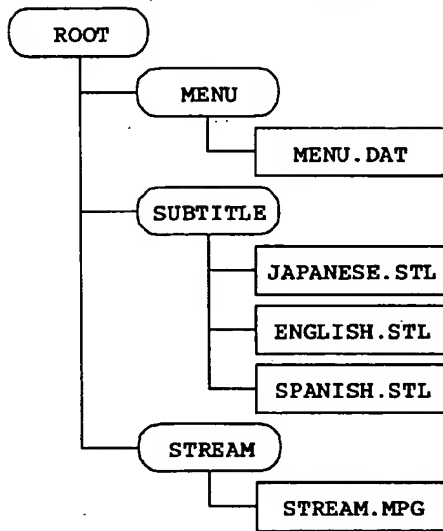 ROOT
MENU
MENU.DAT
SUBTITLE
JAPANESE.STL
ENGLISH.STL
SPANISH.STL
STREAM
STREAM.MPG